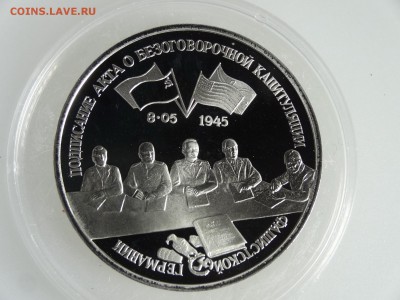 COINS.LAVE.RU
ПОДПИСАНИЕ АКТА О БЕЗОГОВОРОЧНОЙ КАПИТУЛЯЦИИ
8·05 1945
ФАШИСТСКОЙ ГЕРМАНИИ